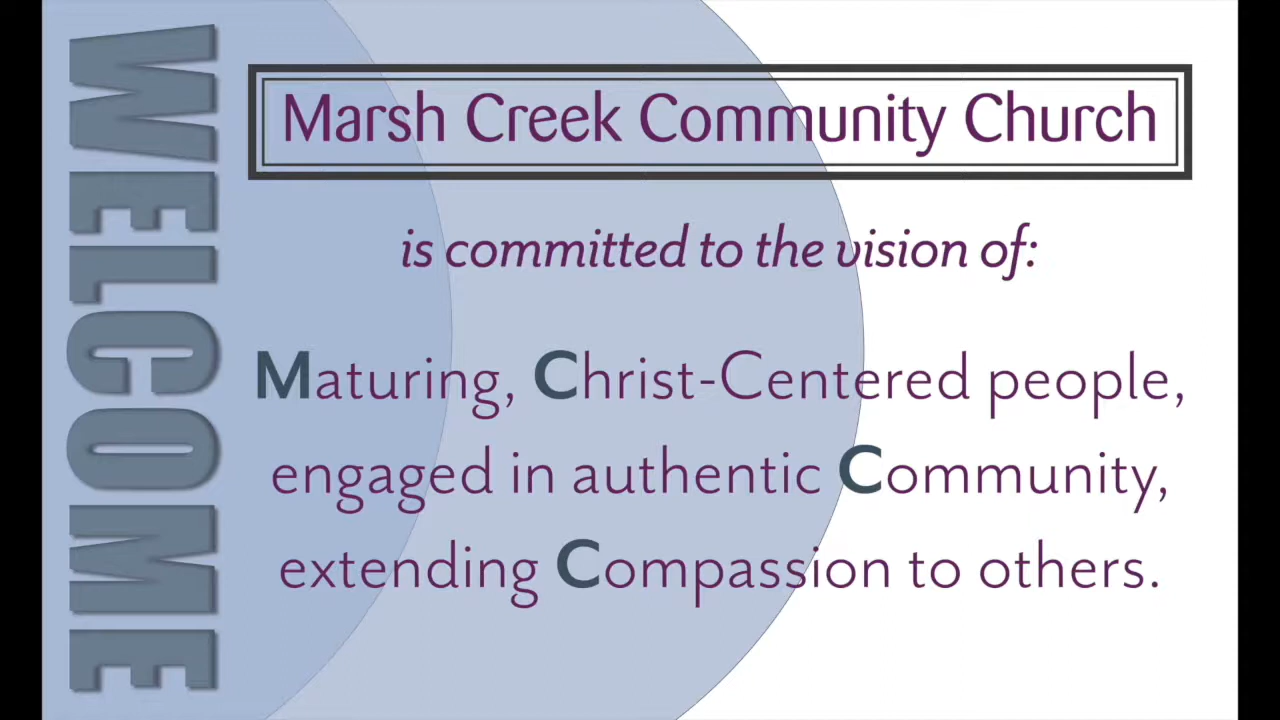 WELCOME
Marsh Creek Community Church
is committed to the vision of:
Maturing, Christ-Centered people,
engaged in authentic Community,
extending Compassion to others.